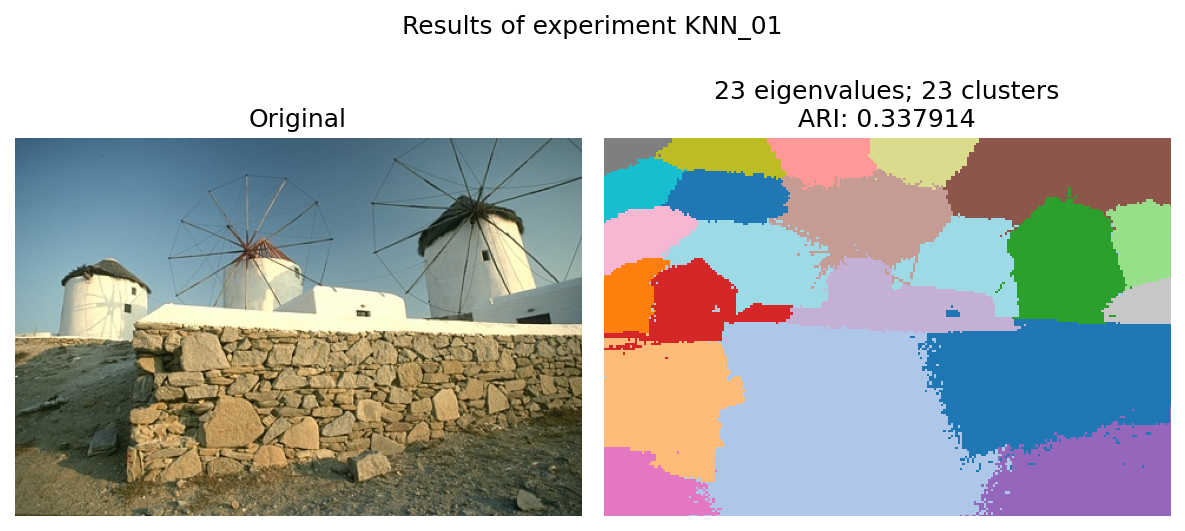 Results of experiment KNN_01
Original
23 eigenvalues; 23 clusters
ARI: 0.337914